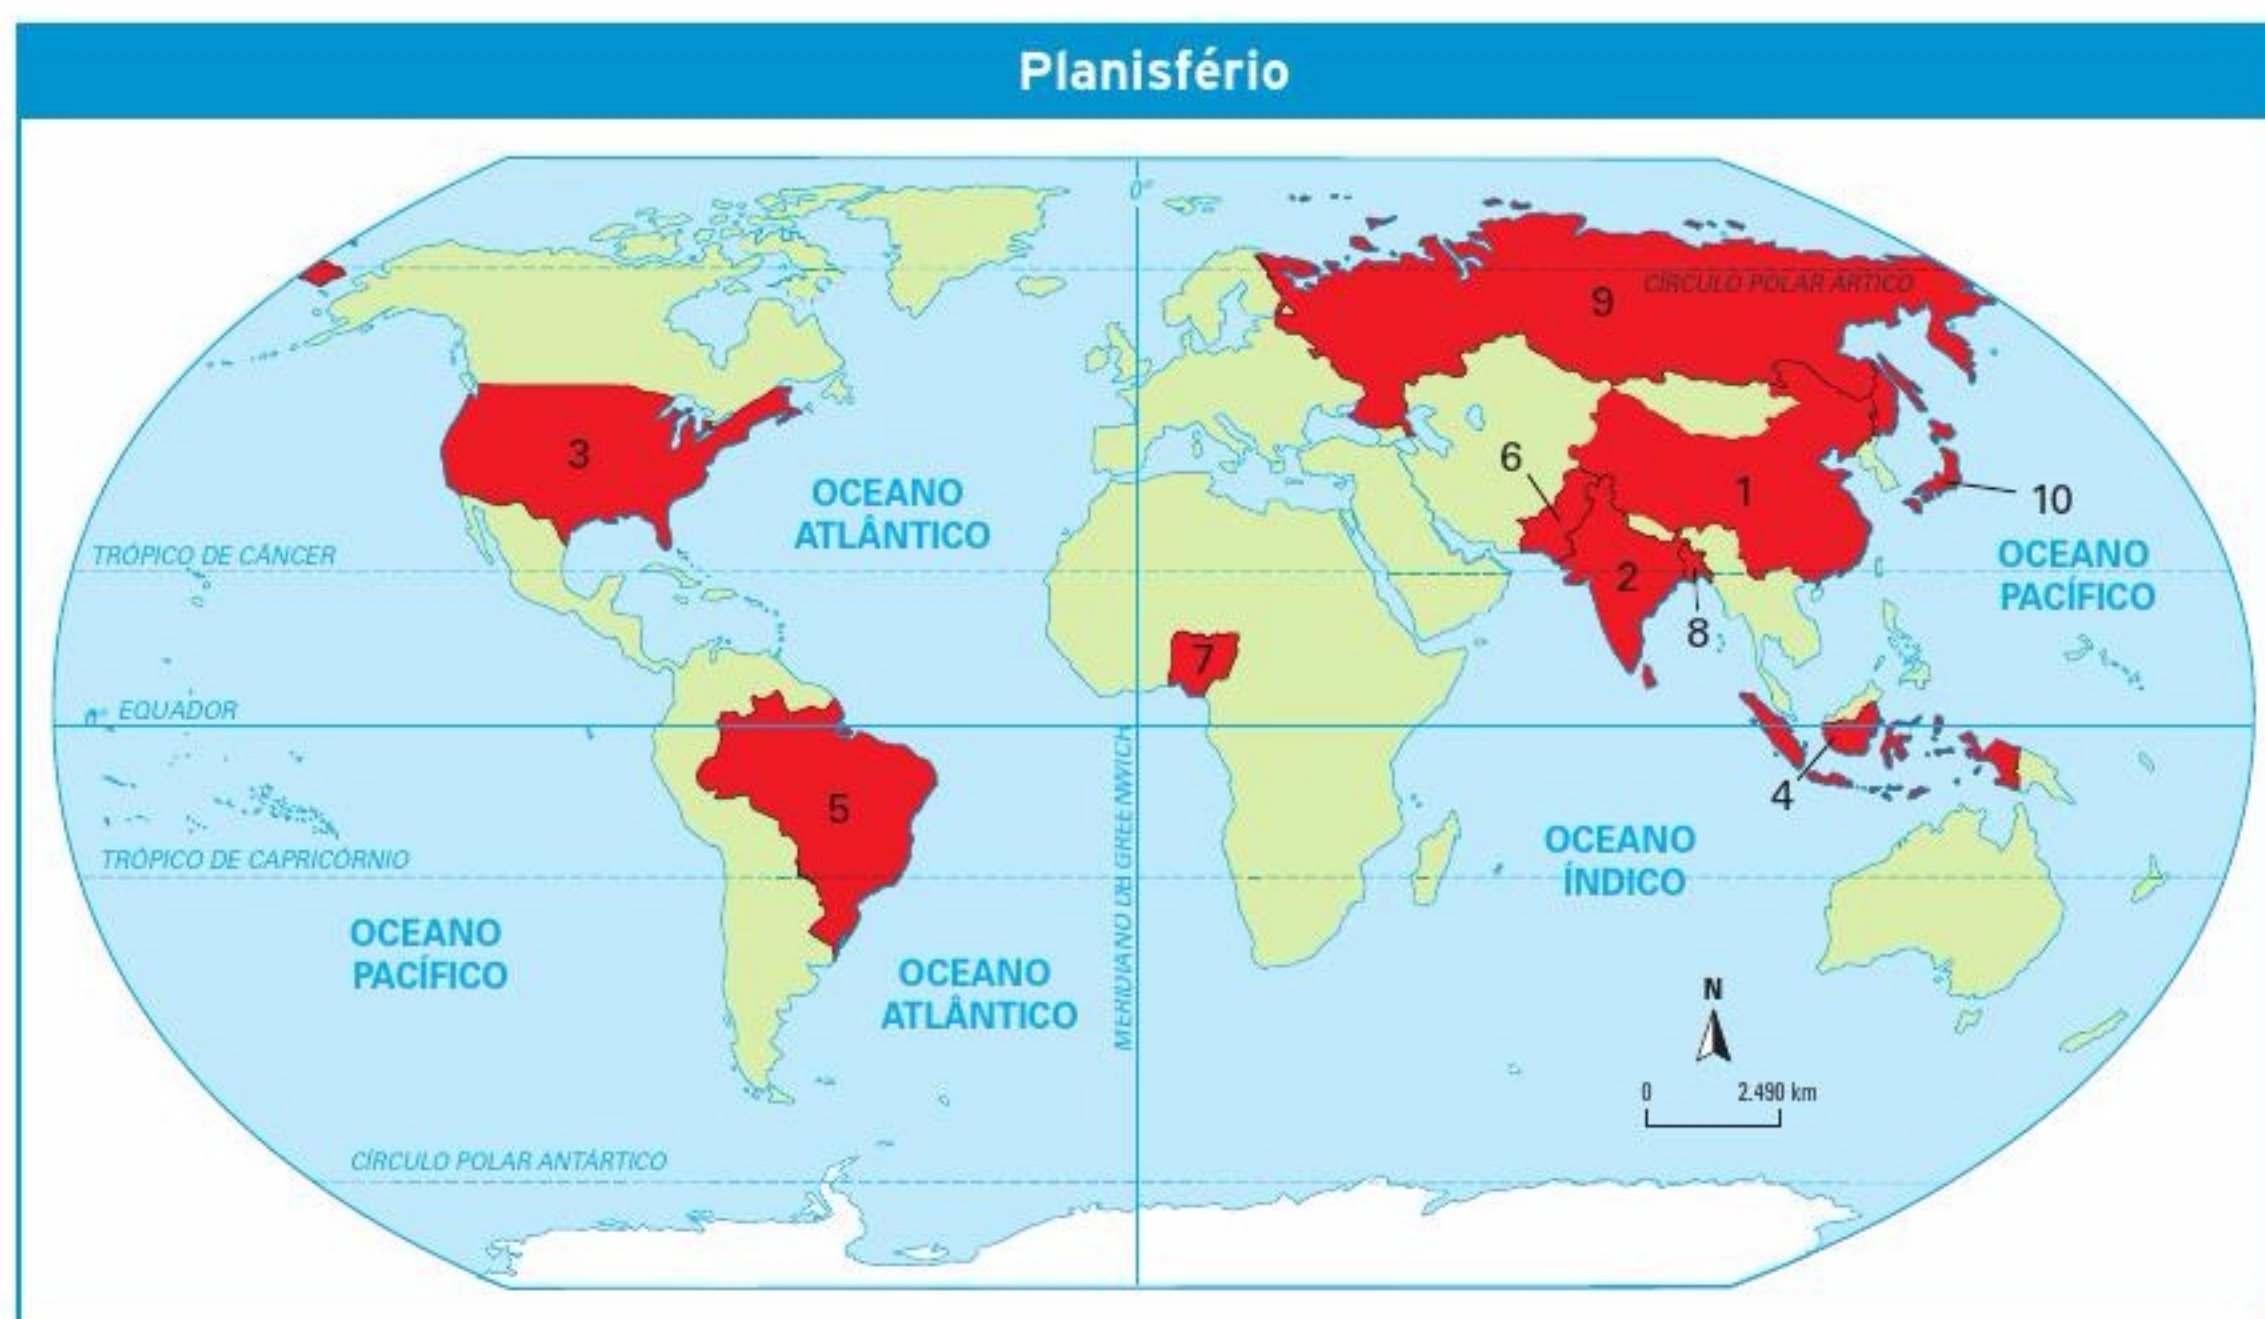 Planisfério
0°
CÍRCULO POLAR ÁRTICO
9
3
6
1
10
OCEANO
ATLÂNTICO
TRÓPICO DE CÂNCER
OCEANO
PACÍFICO
2
8
7
EQUADOR
0°
4
5
MERIDIANO DE GREENWICH
OCEANO
ÍNDICO
TRÓPICO DE CAPRICÓRNIO
OCEANO
PACÍFICO
OCEANO
ATLÂNTICO
N
0 2.490 km
CÍRCULO POLAR ANTÁRTICO